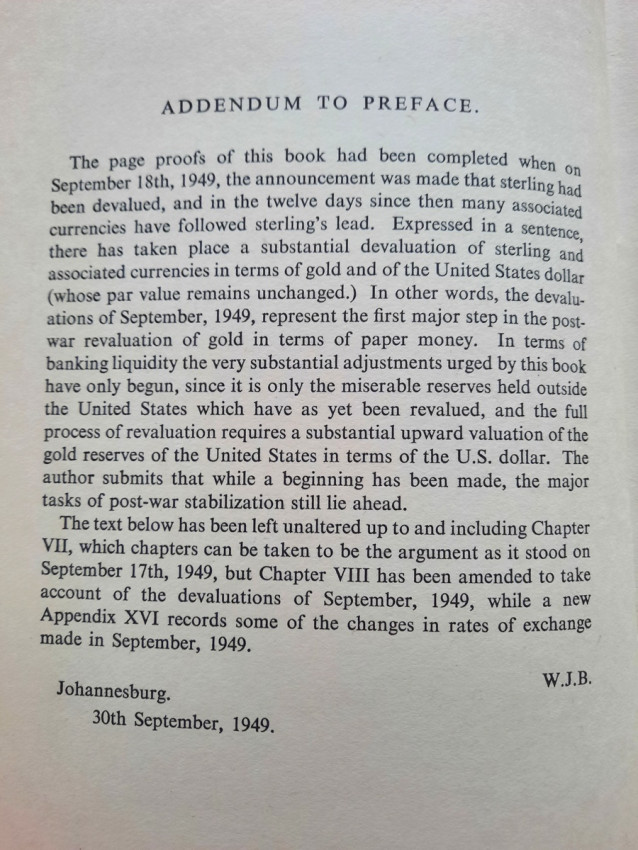 ADDENDUM TO PREFACE.
The page proofs of this book had been completed when on
September 18th, 1949, the announcement was made that sterling had
been devalued, and in the twelve days since then many associated
currencies have followed sterling's lead. Expressed in a sentence,
there has taken place a substantial devaluation of sterling and
associated currencies in terms of gold and of the United States dollar
(whose par value remains unchanged.) In other words, the devalu-
ations of September, 1949, represent the first major step in the post-
war revaluation of gold in terms of paper money. In terms of
banking liquidity the very substantial adjustments urged by this book
have only begun, since it is only the miserable reserves held outside
the United States which have as yet been revalued, and the full
process of revaluation requires a substantial upward valuation of the
gold reserves of the United States in terms of the U.S. dollar. The
author submits that while a beginning has been made, the major
tasks of post-war stabilization still lie ahead.
The text below has been left unaltered up to and including Chapter
VII, which chapters can be taken to be the argument as it stood on
September 17th, 1949, but Chapter VIII has been amended to take
account of the devaluations of September, 1949, while a new
Appendix XVI records some of the changes in rates of exchange
made in September, 1949.
W.J.B.
Johannesburg.
30th September, 1949.